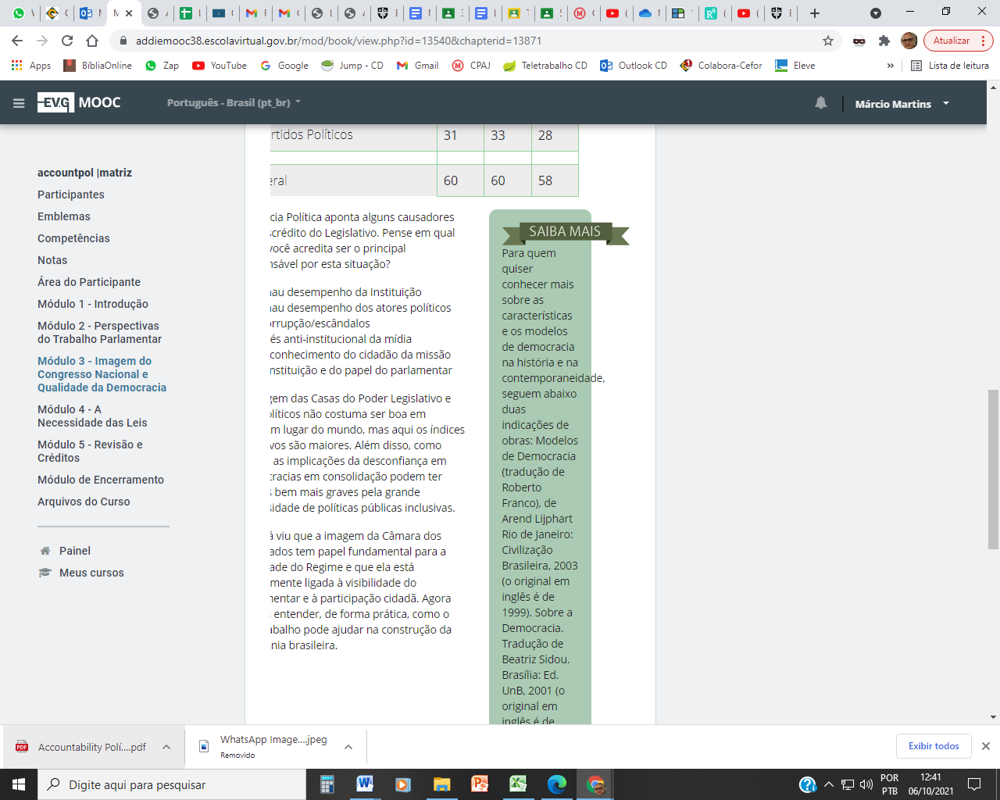 addiemooc38.escolavirtual.gov.br/mod/book/view.php?id=13540&chapterid=13871
Atualizar
Apps
BíbliaOnline
Zap
YouTube
Google
Jump - CD
Gmail
CPAJ
Teletrabalho CD
Outlook CD
Colabora-Cefor
Eleve
»
Lista de leitura
EV.G MOOC
Português - Brasil (pt_br)
Márcio Martins
accountpol |matriz
Participantes
Emblemas
Competências
Notas
Área do Participante
Módulo 1 - Introdução
Módulo 2 - Perspectivas
do Trabalho Parlamentar
Módulo 3 - Imagem do
Congresso Nacional e
Qualidade da Democracia
Módulo 4 - A
Necessidade das Leis
Módulo 5 - Revisão e
Créditos
Módulo de Encerramento
Arquivos do Curso
Painel
Meus cursos
rtidos Políticos 31 33 28
eral 60 60 58
cia Política aponta alguns causadores
scrédito do Legislativo. Pense em qual
você acredita ser o principal
nsável por esta situação?
nau desempenho da Instituição
nau desempenho dos atores políticos
orrupção/escândalos
és anti-institucional da mídia
conhecimento do cidadão da missão
nstituição e do papel do parlamentar
gem das Casas do Poder Legislativo e
olíticos não costuma ser boa em
m lugar do mundo, mas aqui os índices
vos são maiores. Além disso, como
as implicações da desconfiança em
cracias em consolidação podem ter
s bem mais graves pela grande
sidade de políticas públicas inclusivas.
á viu que a imagem da Câmara dos
ados tem papel fundamental para a
ade do Regime e que ela está
mente ligada à visibilidade do
nentar e à participação cidadã. Agora
entender, de forma prática, como o
abalho pode ajudar na construção da
nia brasileira.
SAIBA MAIS
Para quem
quiser
conhecer mais
sobre as
características
e os modelos
de democracia
na história e na
contemporaneidade,
seguem abaixo
duas
indicações de
obras: Modelos
de Democracia
(tradução de
Roberto
Franco), de
Arend Lijphart
Rio de Janeiro:
Civilização
Brasileira, 2003
(o original em
inglês é de
1999). Sobre a
Democracia.
Tradução de
Beatriz Sidou.
Brasília: Ed.
UnB, 2001 (o
original em
inglês é de
Accountability Polí....pdf
WhatsApp Image....jpeg
Removido
Exibir todos
Digite aqui para pesquisar
POR
PTB
12:41
06/10/2021